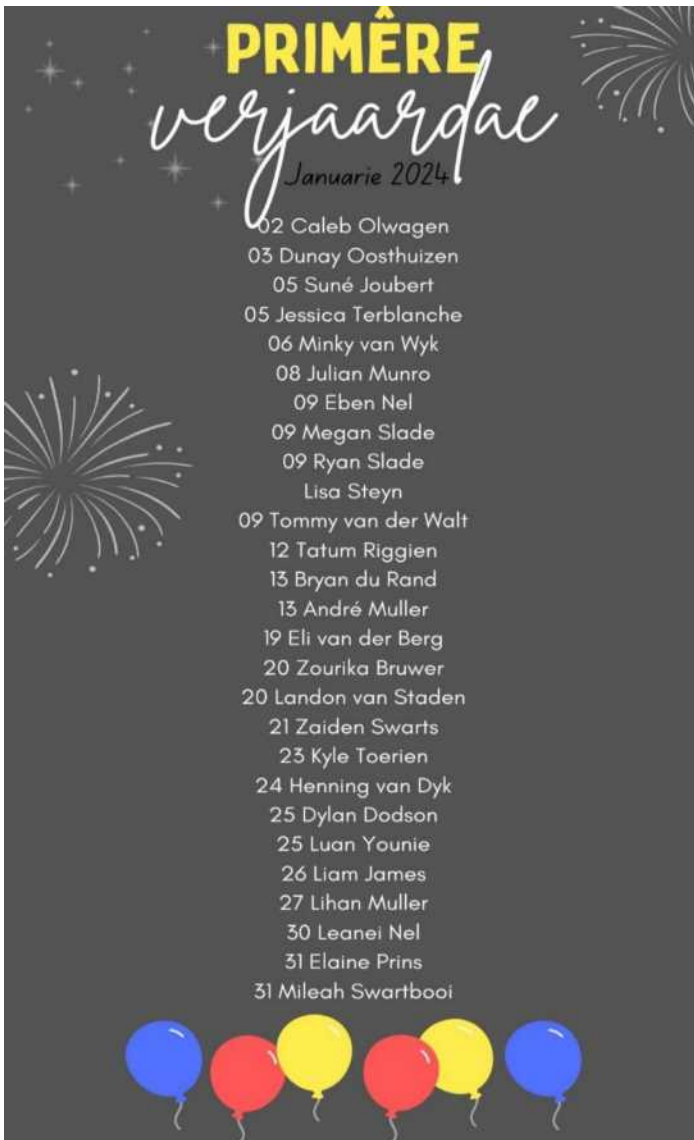 PRIMÊRE
verjaardae
Januarie 2024
02 Caleb Olwagen
03 Dunay Oosthuizen
05 Suné Joubert
05 Jessica Terblanche
06 Minky van Wyk
08 Julian Munro
09 Eben Nel
09 Megan Slade
09 Ryan Slade
Lisa Steyn
09 Tommy van der Walt
12 Tatum Riggien
13 Bryan du Rand
13 André Muller
19 Eli van der Berg
20 Zourika Bruwer
20 Landon van Staden
21 Zaiden Swarts
23 Kyle Toerien
24 Henning van Dyk
25 Dylan Dodson
25 Luan Younie
26 Liam James
27 Lihan Muller
30 Leanei Nel
31 Elaine Prins
31 Mileah Swartbooi